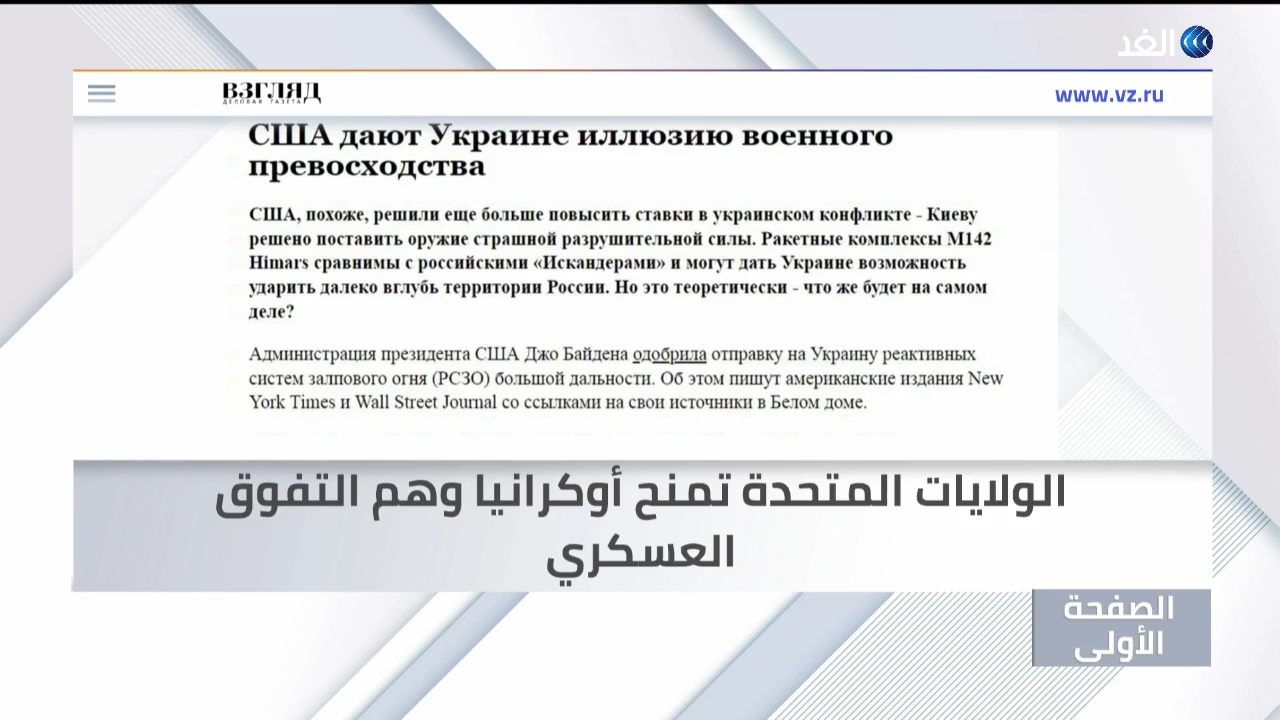 الغد
ВЗГЛЯД
ДЕЛОВАЯ ГАЗЕТА
www.vz.ru
США дают Украине иллюзию военного
превосходства
США, похоже, решили еще больше повысить ставки в украинском конфликте - Киеву
решено поставить оружие страшной разрушительной силы. Ракетные комплексы M142
Himars сравнимы с российскими «Искандерами» и могут дать Украине возможность
ударить далеко вглубь территории России. Но это теоретически - что же будет на самом
деле?
Администрация президента США Джо Байдена одобрила отправку на Украину реактивных
систем залпового огня (РСЗО) большой дальности. Об этом пишут американские издания New
York Times и Wall Street Journal со ссылками на свои источники в Белом доме.
الولايات المتحدة تمنح أوكرانيا وهم التفوق
العسكري
الصفحة
الأولى